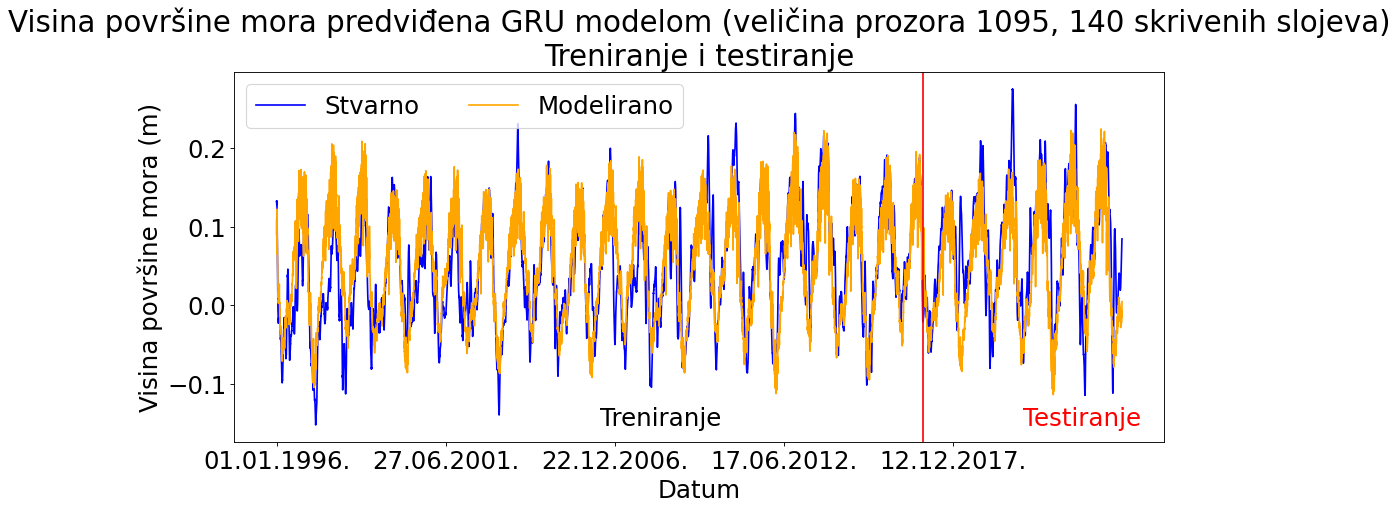 Visina površine mora predviđena GRU modelom (veličina prozora 1095, 140 skrivenih slojeva)
Treniranje i testiranje
Stvarno
Modelirano
Visina površine mora (m)
0.2
0.1
0.0
−0.1
Treniranje
Testiranje
01.01.1996.
27.06.2001.
22.12.2006.
17.06.2012.
12.12.2017.
Datum